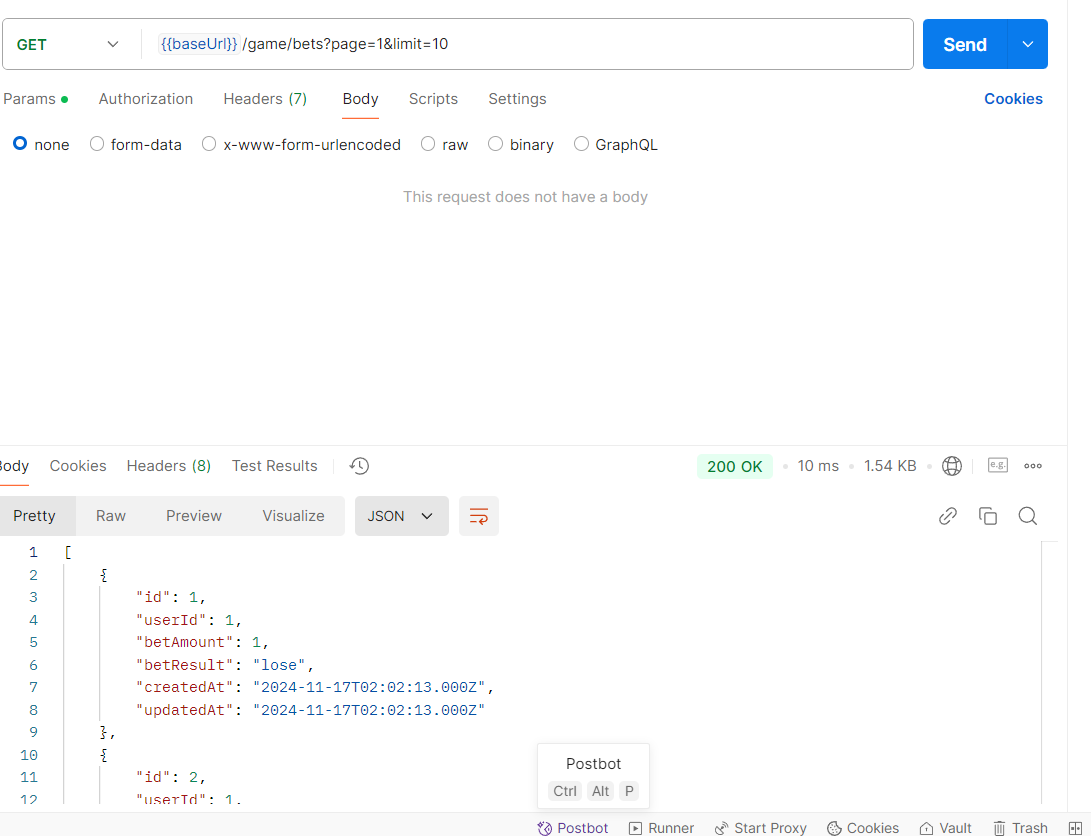 GET {{baseUrl}} /game/bets?page=1&limit=10 Send
Params Authorization Headers (7) Body Scripts Settings Cookies
none form-data x-www-form-urlencoded raw binary GraphQL
This request does not have a body
Body Cookies Headers (8) Test Results 200 OK 10 ms 1.54 KB e.g.
Pretty Raw Preview Visualize JSON
1 [
2 {
3 "id": 1,
4 "userId": 1,
5 "betAmount": 1,
6 "betResult": "lose",
7 "createdAt": "2024-11-17T02:02:13.000Z",
8 "updatedAt": "2024-11-17T02:02:13.000Z"
9 },
10 {
11 "id": 2,
12 "userId": 1,
Postbot
Ctrl Alt P
Postbot Runner Start Proxy Cookies Vault Trash